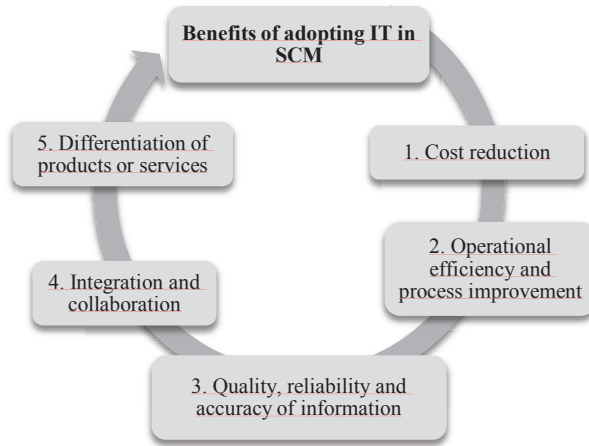 Benefits of adopting IT in
SCM
1. Cost reduction
2. Operational
efficiency and
process improvement
3. Quality, reliability and
accuracy of information
4. Integration and
collaboration
5. Differentiation of
products or services